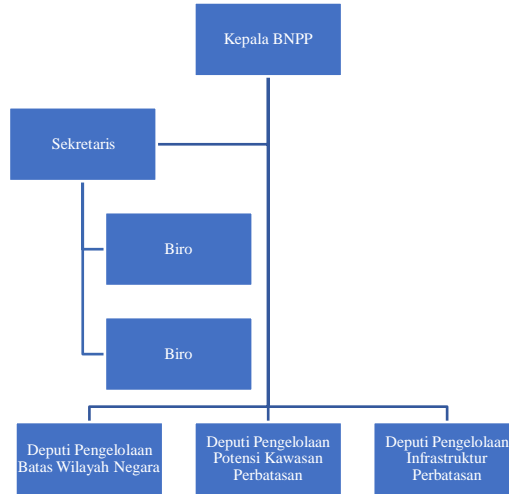 Kepala BNPP
Sekretaris
Biro
Biro
Deputi Pengelolaan
Batas Wilayah Negara
Deputi Pengelolaan
Potensi Kawasan
Perbatasan
Deputi Pengelolaan
Infrastruktur
Perbatasan